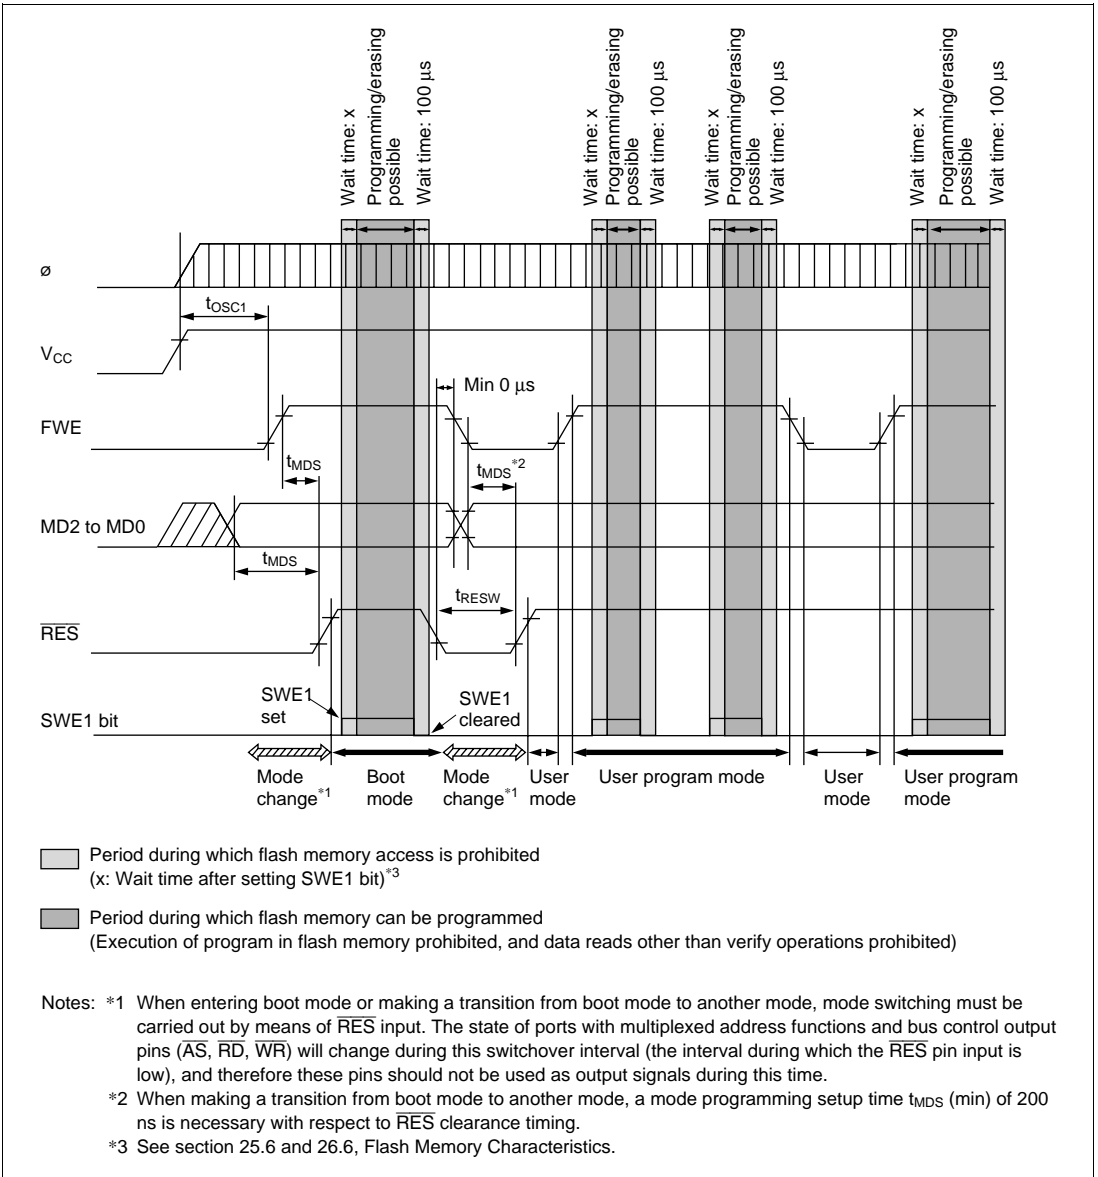 Wait time: x
Programming/erasing
possible
Wait time: 100 µs
Wait time: x
Programming/erasing
possible
Wait time: 100 µs
Wait time: x
Programming/erasing
possible
Wait time: 100 µs
Wait time: x
Programming/erasing
possible
Wait time: 100 µs
ø
tOSC1
VCC
Min 0 µs
FWE
tMDS
tMDS*2
MD2 to MD0
tMDS
tRESW
RES
SWE1 set
SWE1 cleared
SWE1 bit
Mode change*1
Boot mode
Mode change*1
User mode
User program mode
User mode
User program mode
Period during which flash memory access is prohibited
(x: Wait time after setting SWE1 bit)*3
Period during which flash memory can be programmed
(Execution of program in flash memory prohibited, and data reads other than verify operations prohibited)
Notes: *1 When entering boot mode or making a transition from boot mode to another mode, mode switching must be
carried out by means of RES input. The state of ports with multiplexed address functions and bus control output
pins (AS, RD, WR) will change during this switchover interval (the interval during which the RES pin input is
low), and therefore these pins should not be used as output signals during this time.
*2 When making a transition from boot mode to another mode, a mode programming setup time tMDS (min) of 200
ns is necessary with respect to RES clearance timing.
*3 See section 25.6 and 26.6, Flash Memory Characteristics.